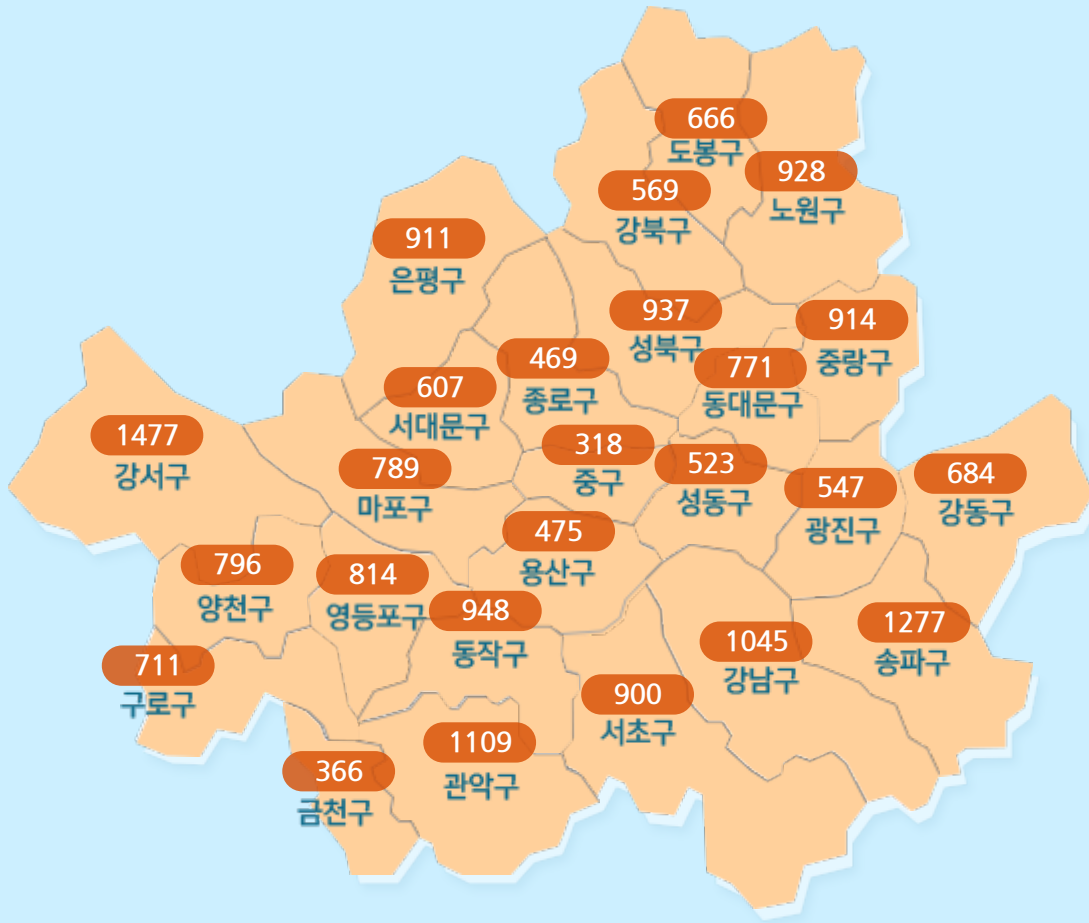 666
도봉구
928
노원구
569
강북구
911
은평구
937
성북구
914
중랑구
469
종로구
771
동대문구
607
서대문구
1477
강서구
318
중구
523
성동구
789
마포구
547
광진구
684
강동구
475
용산구
796
양천구
814
영등포구
948
동작구
1277
송파구
1045
강남구
711
구로구
900
서초구
1109
관악구
366
금천구